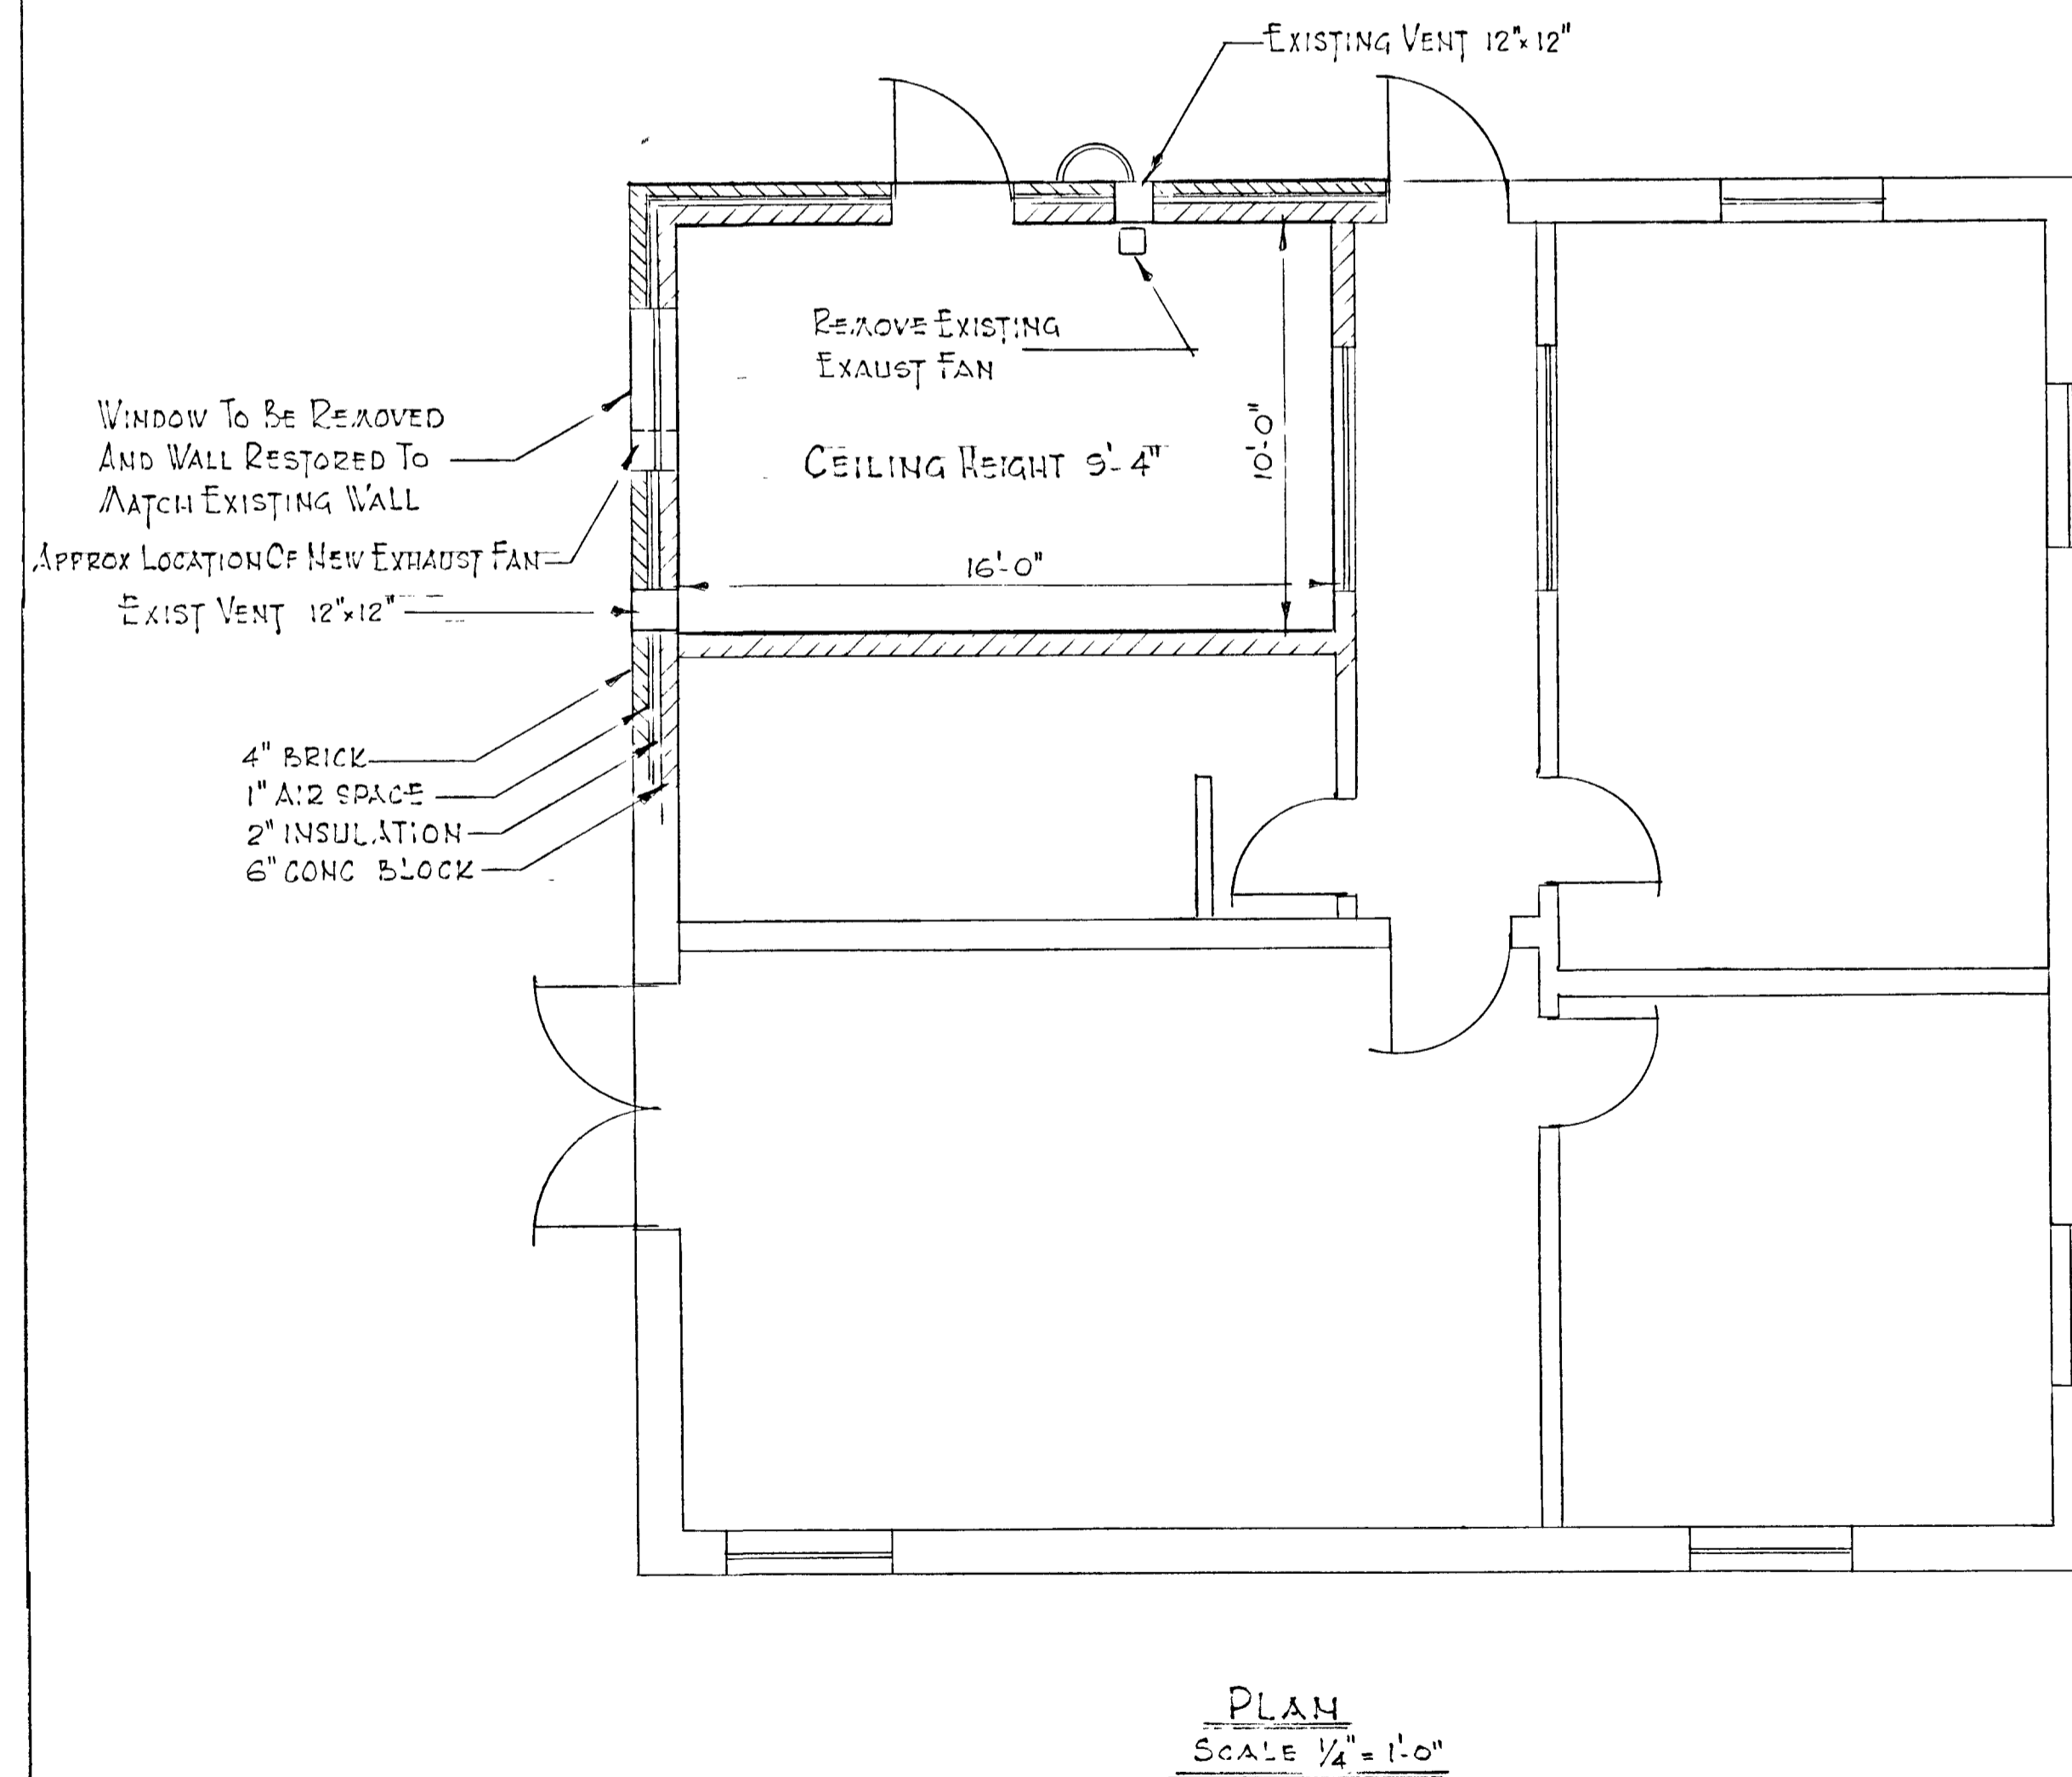 EXISTING VENT 12"x12"
REMOVE EXISTING
EXAUST FAN
CEILING HEIGHT 9'-4"
10'-0"
16'-0"
WINDOW TO BE REMOVED
AND WALL RESTORED TO
MATCH EXISTING WALL
APPROX LOCATION OF NEW EXHAUST FAN
EXIST VENT 12"x12"
4" BRICK
1" AIR SPACE
2" INSULATION
6" CONC BLOCK
PLAN
SCALE 1/4" = 1'-0"